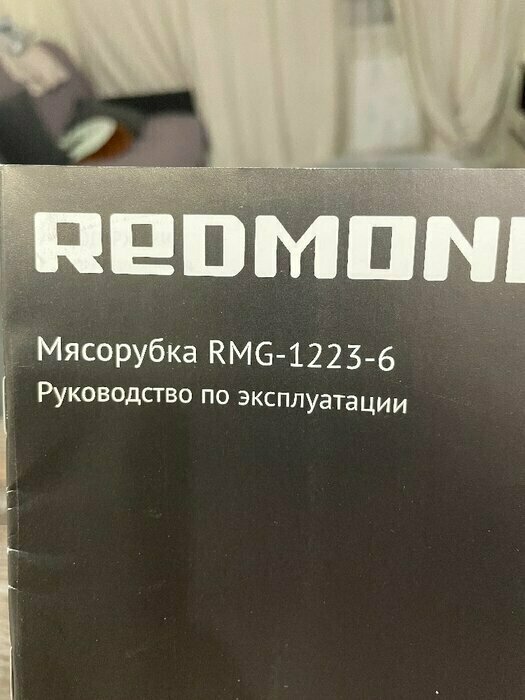 REDMON
Мясорубка RMG-1223-6
Руководство по эксплуатации